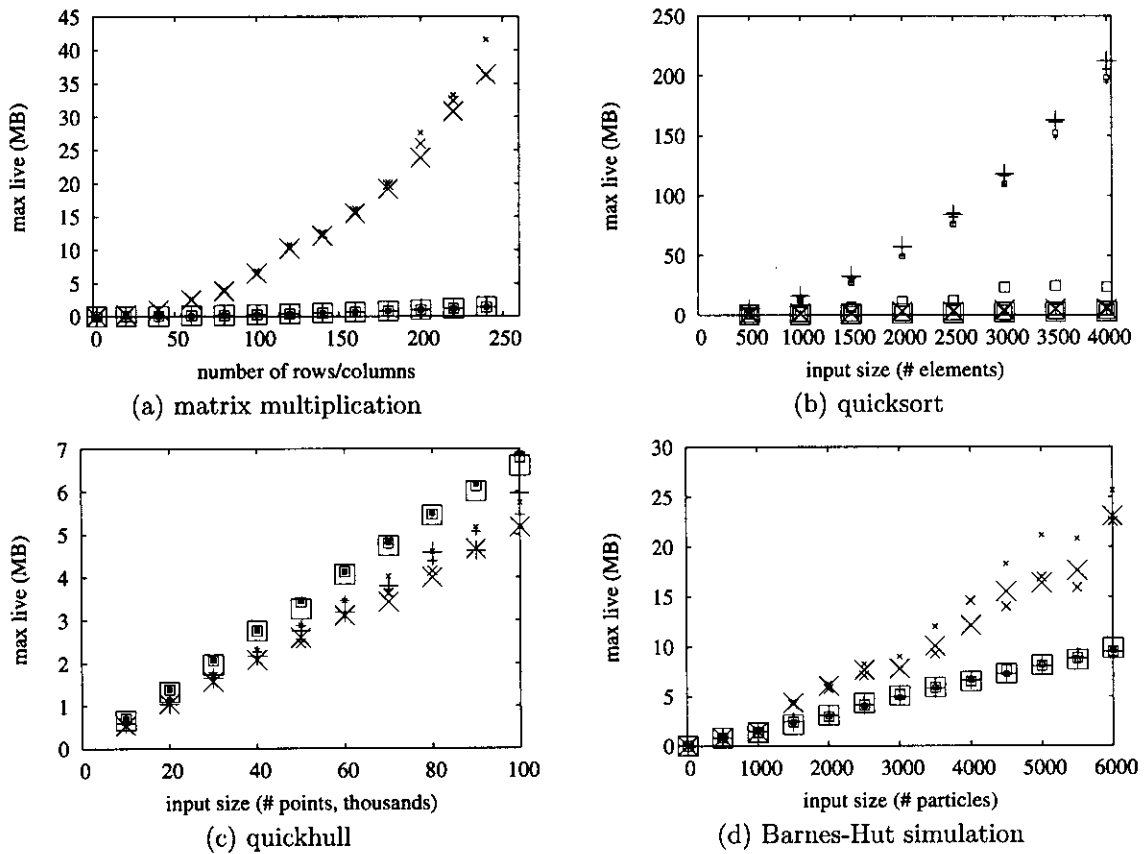 45
40
35
30
25
20
15
10
5
0
max live (MB)
0 50 100 150 200 250
number of rows/columns
(a) matrix multiplication
250
200
150
100
50
0
max live (MB)
0 500 1000 1500 2000 2500 3000 3500 4000
input size (# elements)
(b) quicksort
7
6
5
4
3
2
1
0
max live (MB)
0 20 40 60 80 100
input size (# points, thousands)
(c) quickhull
30
25
20
15
10
5
0
max live (MB)
0 1000 2000 3000 4000 5000 6000
input size (# particles)
(d) Barnes-Hut simulation